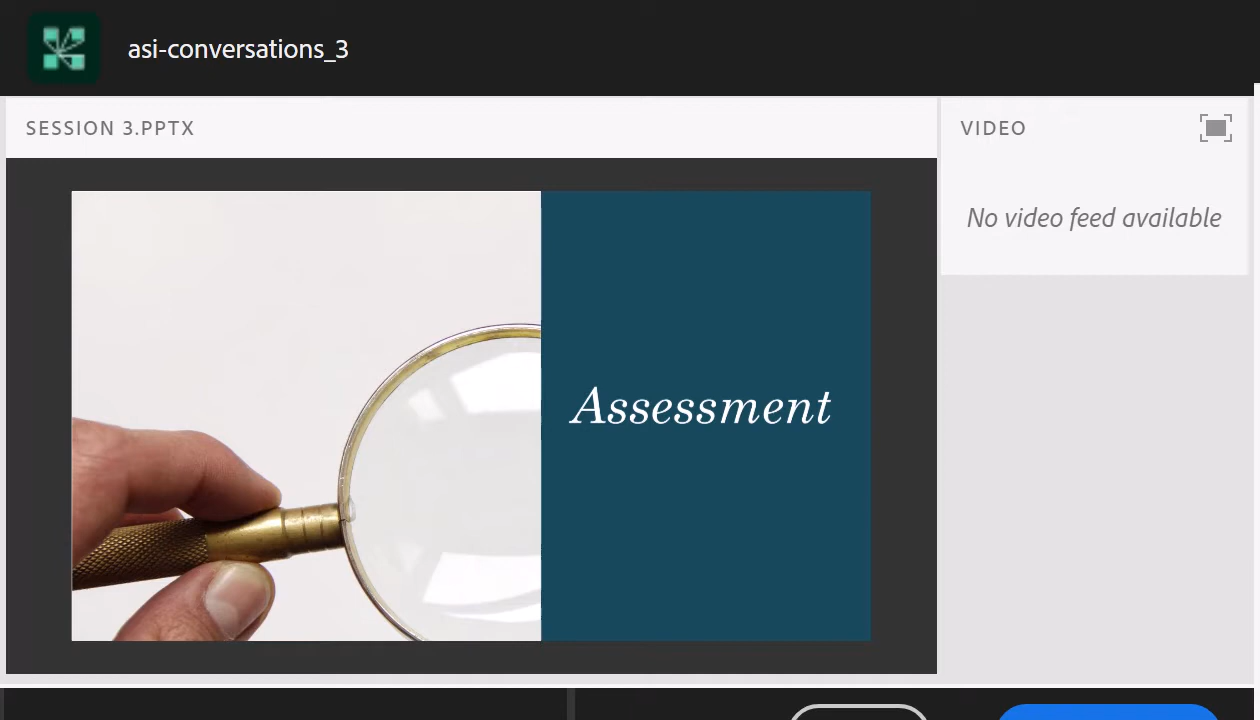 asi-conversations_3
SESSION 3.PPTX
VIDEO
No video feed available
Assessment